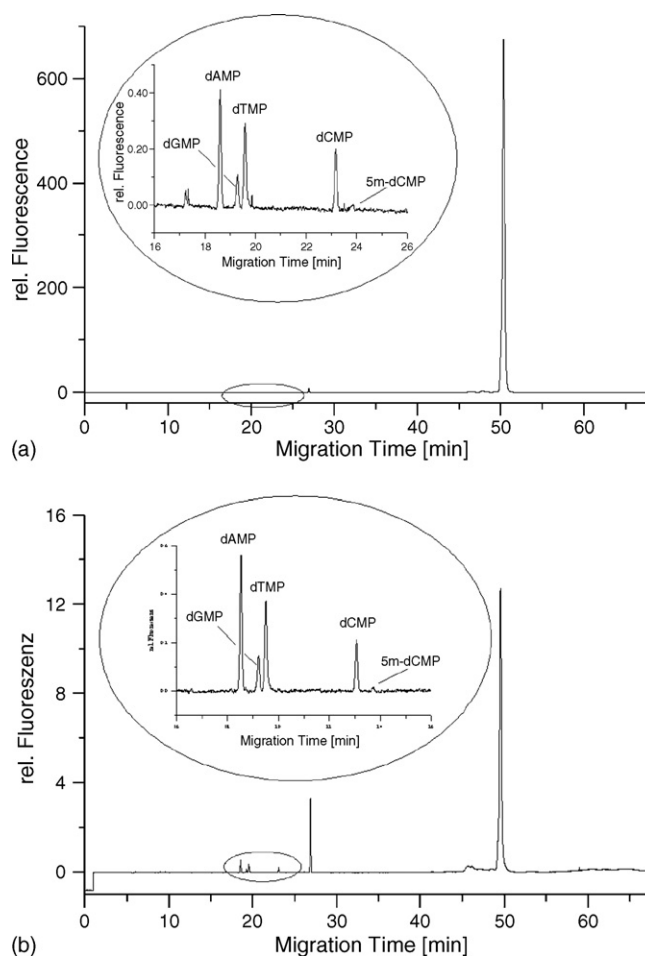 600
400
200
0
rel. Fluorescence
0.40
0.20
0.00
rel. Fluorescence
dAMP
dTMP
dGMP
dCMP
5m-dCMP
16 18 20 22 24 26
Migration Time [min]
0 10 20 30 40 50 60
Migration Time [min]
(a)
16
12
8
4
0
rel. Fluoreszenz
dAMP
dTMP
dGMP
dCMP
5m-dCMP
Migration Time [min]
0 10 20 30 40 50 60
Migration Time [min]
(b)